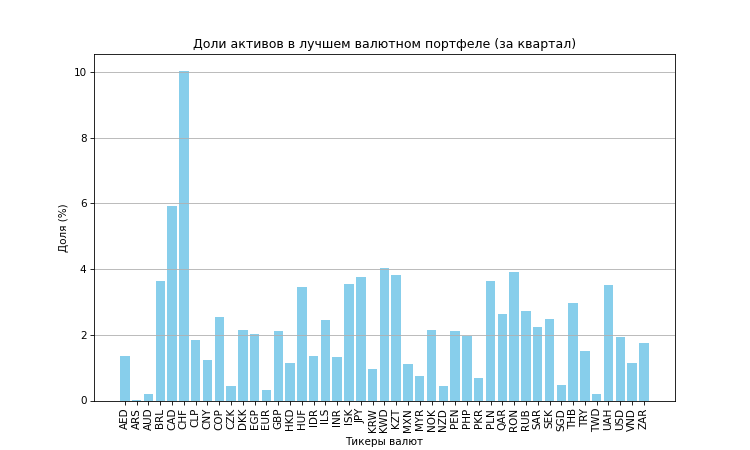 Доли активов в лучшем валютном портфеле (за квартал)
Доля (%)
10
8
6
4
2
0
AED ARS AUD BRL CAD CHF CLP CNY COP CZK DKK EGP EUR GBP HKD HUF IDR ILS INR ISK JPY KRW KWD KZT MXN MYR NOK NZD PEN PHP PKR PLN QAR RON RUB SAR SEK SGD THB TRY TWD UAH USD VND ZAR
Тикеры валют